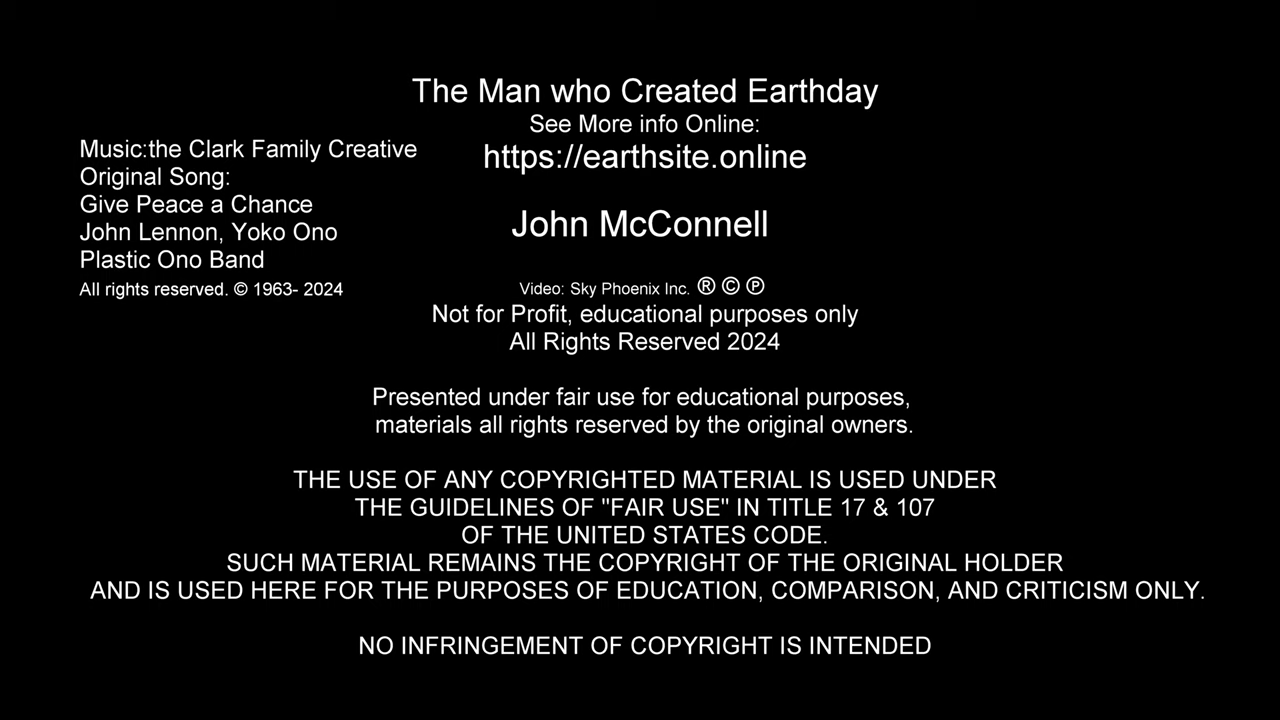 The Man who Created Earthday
See More info Online:
https://earthsite.online
Music:the Clark Family Creative
Original Song:
Give Peace a Chance
John Lennon, Yoko Ono
Plastic Ono Band
All rights reserved. © 1963- 2024
John McConnell
Video: Sky Phoenix Inc. ® © ℗
Not for Profit, educational purposes only
All Rights Reserved 2024
Presented under fair use for educational purposes,
materials all rights reserved by the original owners.
THE USE OF ANY COPYRIGHTED MATERIAL IS USED UNDER
THE GUIDELINES OF "FAIR USE" IN TITLE 17 & 107
OF THE UNITED STATES CODE.
SUCH MATERIAL REMAINS THE COPYRIGHT OF THE ORIGINAL HOLDER
AND IS USED HERE FOR THE PURPOSES OF EDUCATION, COMPARISON, AND CRITICISM ONLY.
NO INFRINGEMENT OF COPYRIGHT IS INTENDED